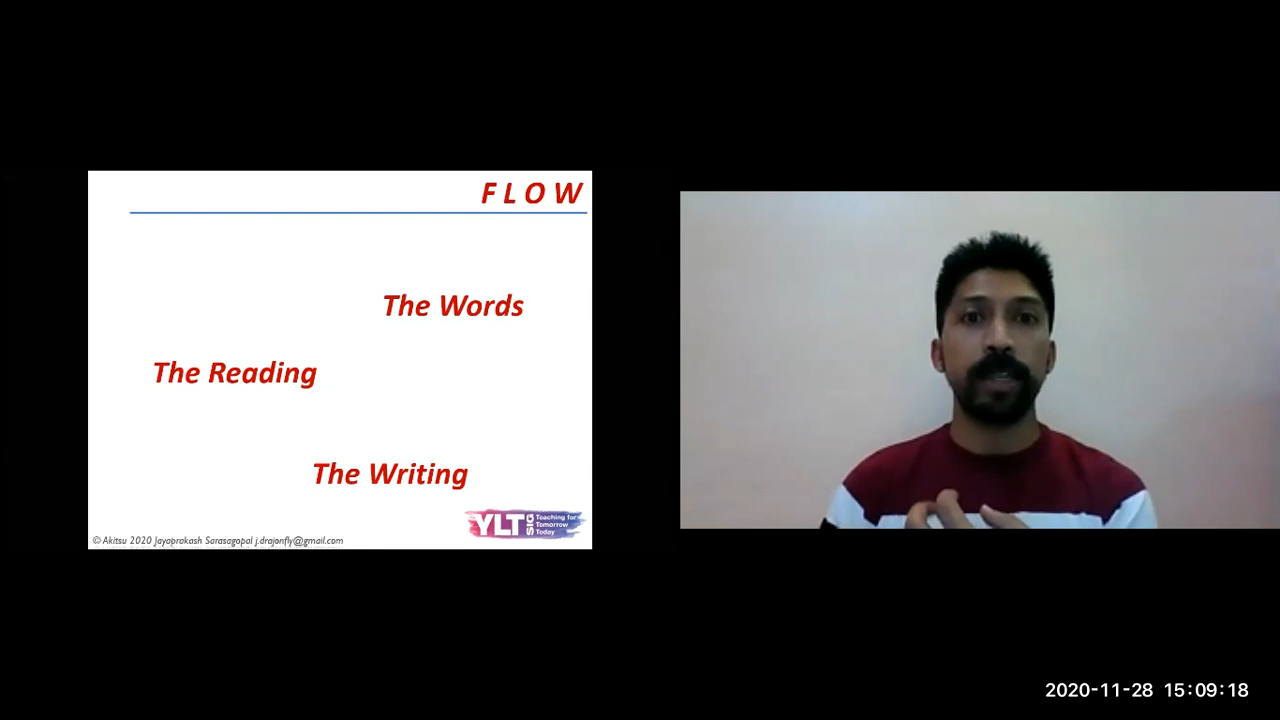 F L O W
The Words
The Reading
The Writing
YLT SIG Teaching for
Tomorrow
Today
© Akitsu 2020 Jayaprakash Sarasagopal j.drajonfly@gmail.com
2020-11-28 15:09:18